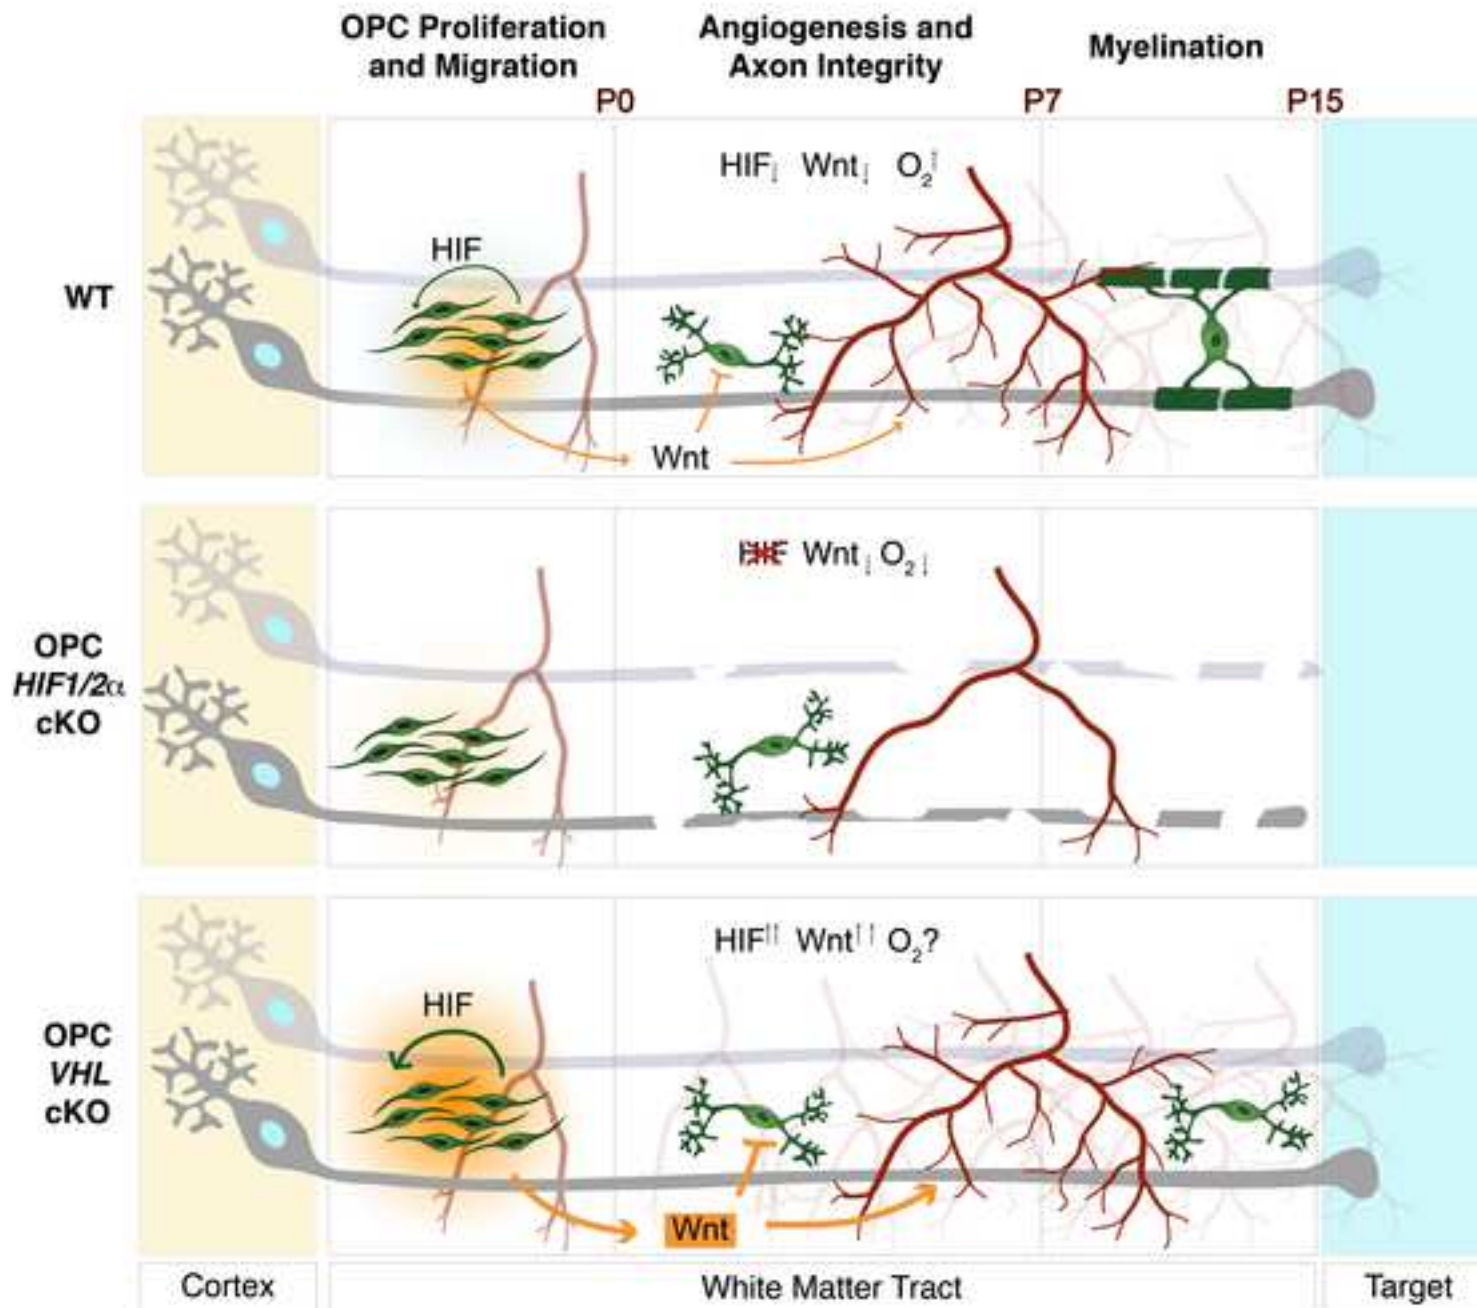 OPC Proliferation
and Migration
Angiogenesis and
Axon Integrity
Myelination
P0
P7
P15
WT
HIF↓ Wnt↓ O₂↑
HIF
Wnt
OPC
HIF1/2α
cKO
HIF Wnt↓ O₂↓
OPC
VHL
cKO
HIF↑↑ Wnt↑↑ O₂?
HIF
Wnt
Cortex
White Matter Tract
Target